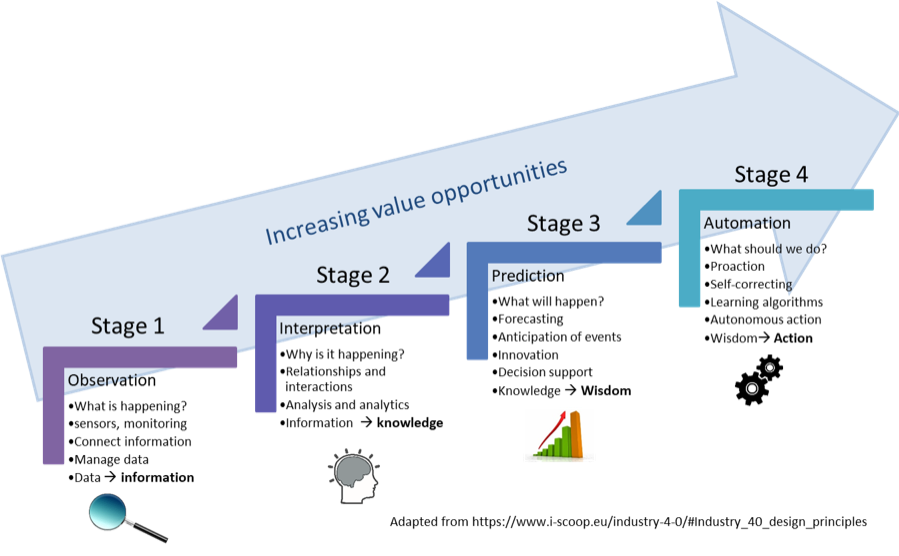 Increasing value opportunities
Stage 1
Observation
•What is happening?
•sensors, monitoring
•Connect information
•Manage data
•Data → information
Stage 2
Interpretation
•Why is it happening?
•Relationships and
interactions
•Analysis and analytics
•Information → knowledge
Stage 3
Prediction
•What will happen?
•Forecasting
•Anticipation of events
•Innovation
•Decision support
•Knowledge → Wisdom
Stage 4
Automation
•What should we do?
•Proaction
•Self-correcting
•Learning algorithms
•Autonomous action
•Wisdom→ Action
Adapted from https://www.i-scoop.eu/industry-4-0/#Industry_40_design_principles